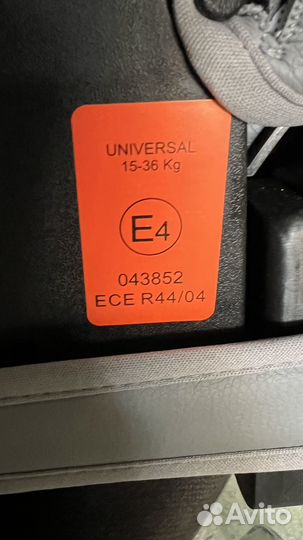 UNIVERSAL
15-36 Kg
E4
043852
ECE R44/04
Avito